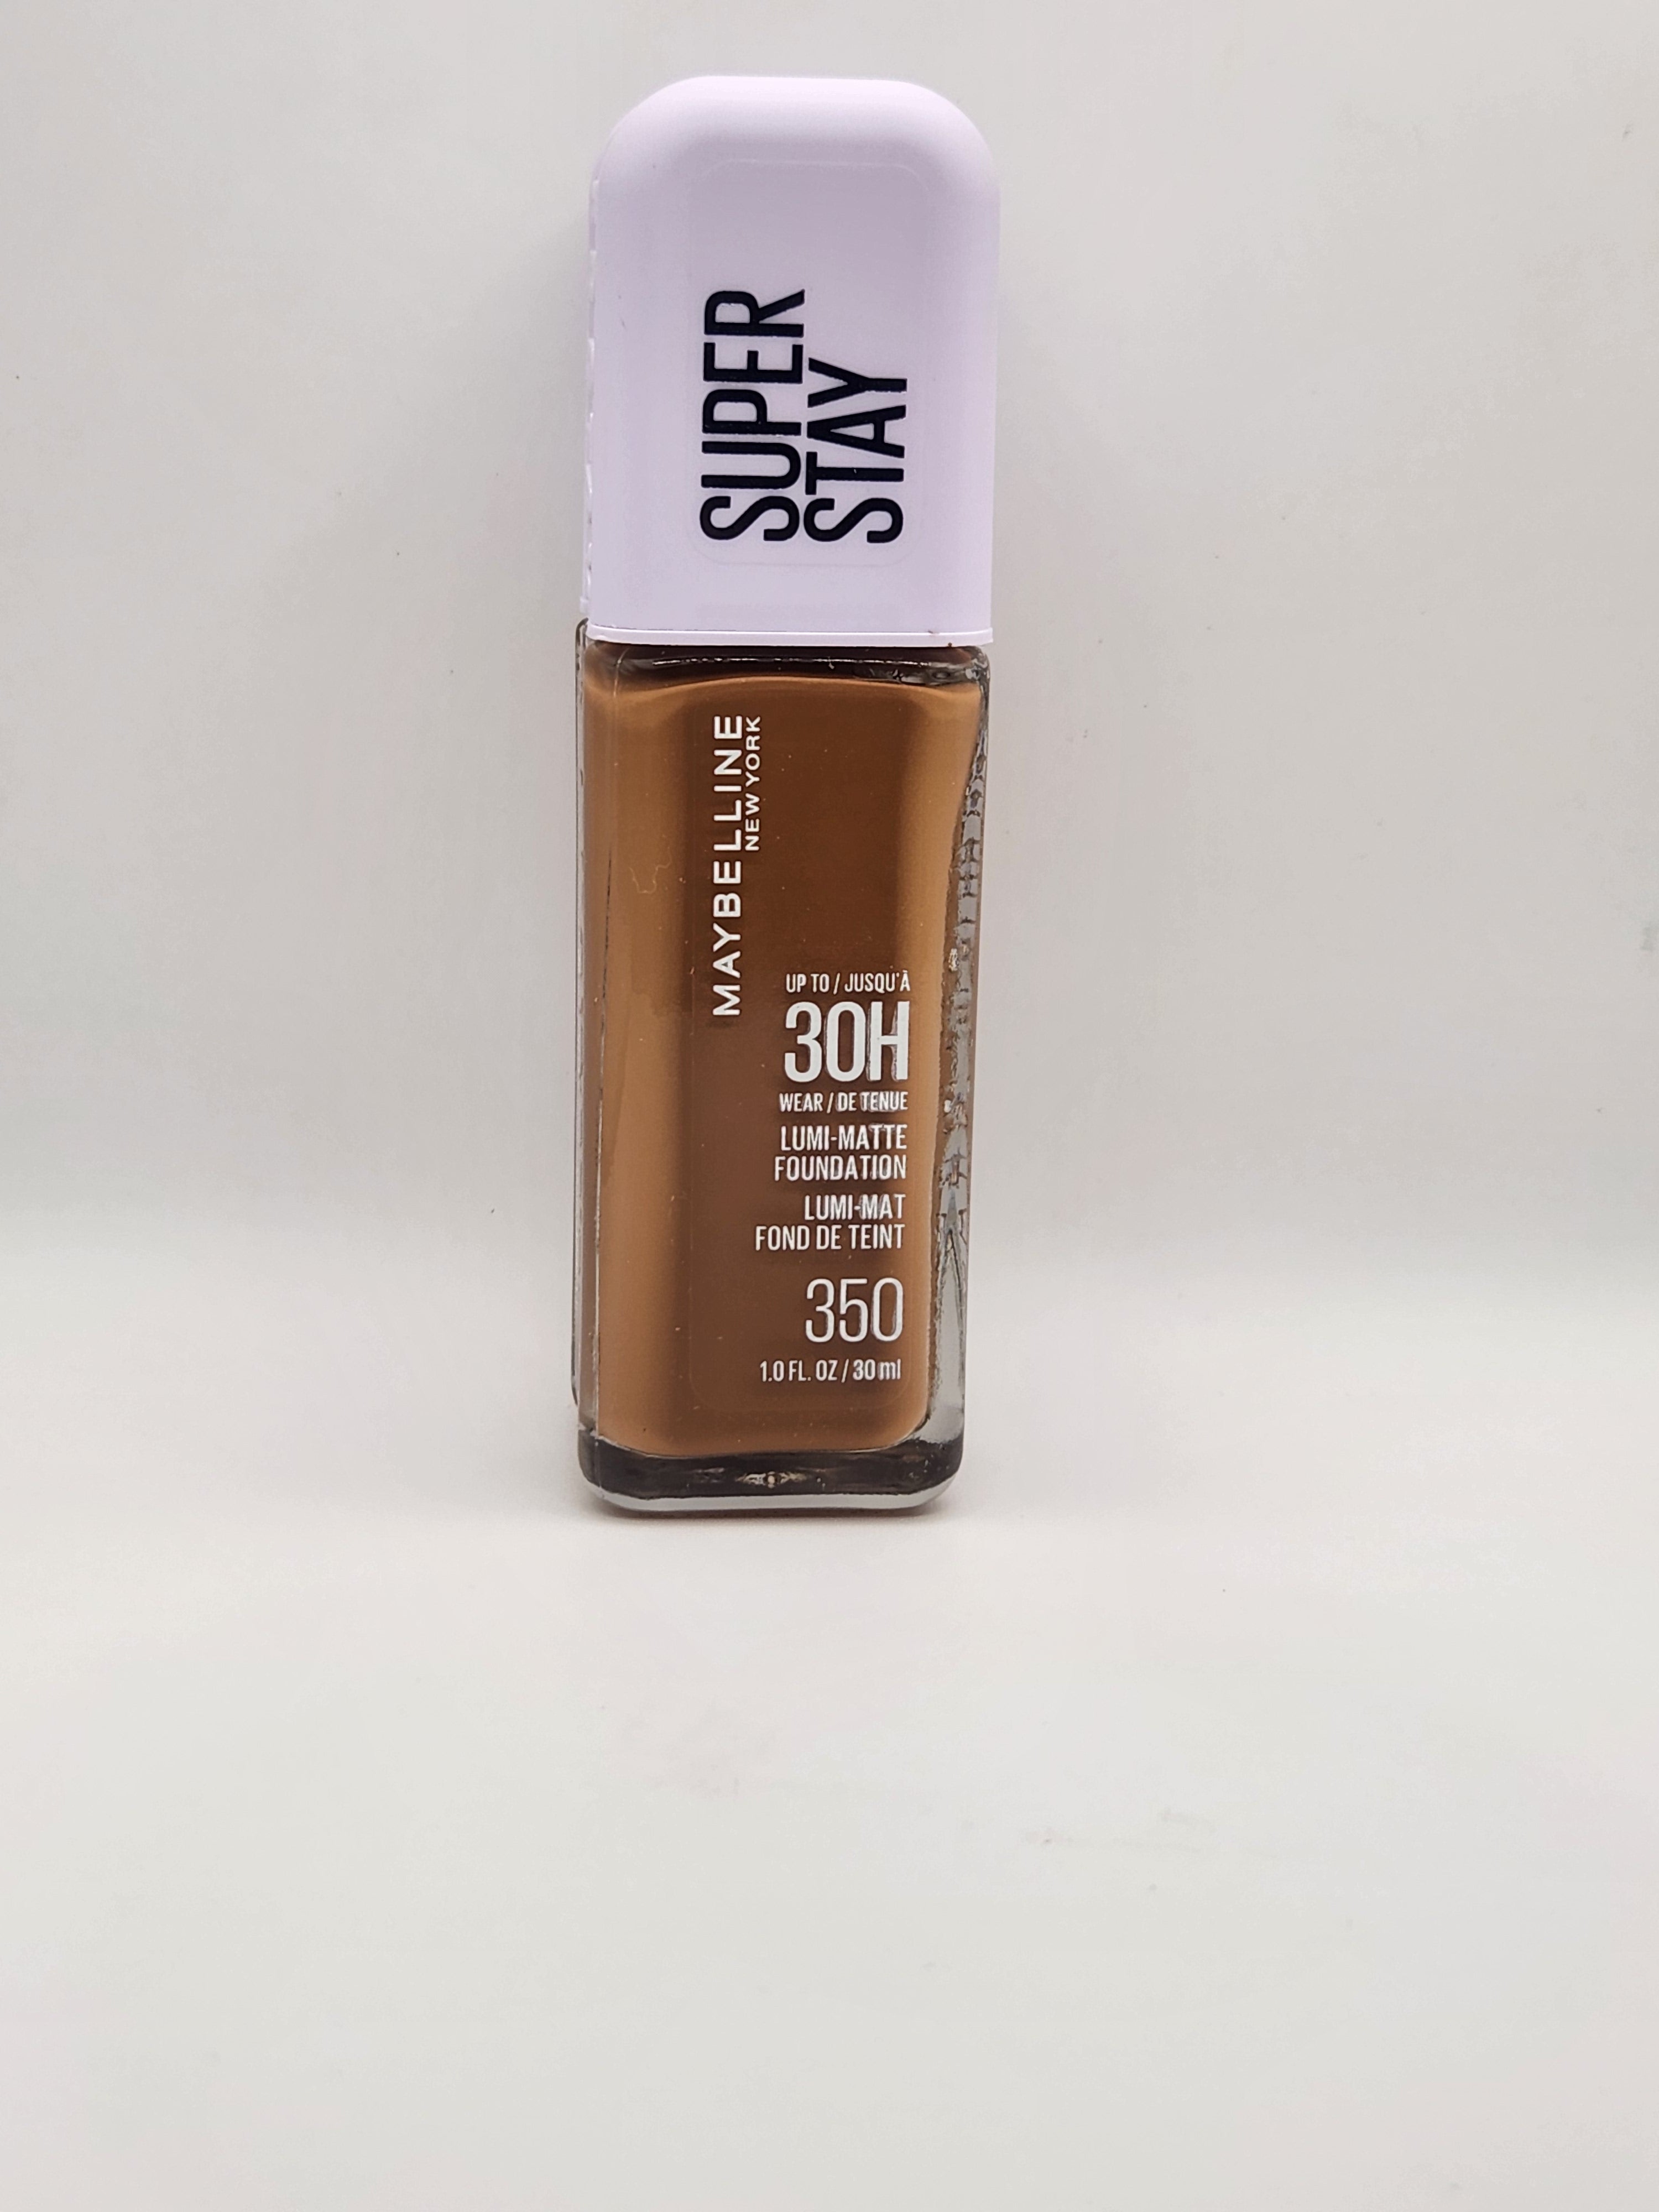 SUPER
STAY
MAYBELLINE
NEW YORK
UP TO / JUSQU'À
30H
WEAR / DE TENUE
LUMI-MATTE
FOUNDATION
LUMI-MAT
FOND DE TEINT
350
1.0 FL. OZ / 30 ml